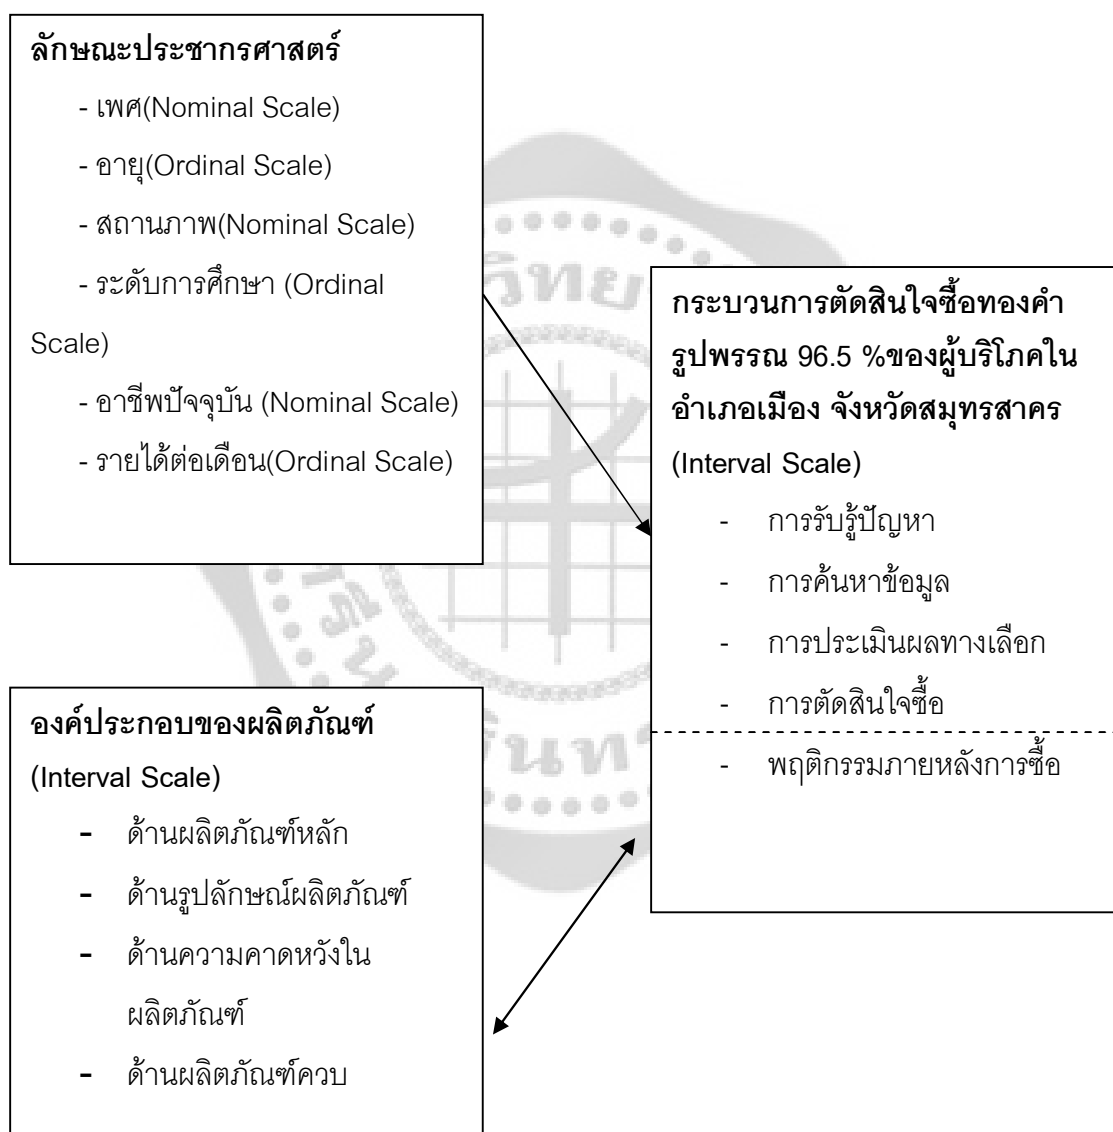 ลักษณะประชากรศาสตร์
- เพศ(Nominal Scale)
- อายุ(Ordinal Scale)
- สถานภาพ(Nominal Scale)
- ระดับการศึกษา (Ordinal
Scale)
- อาชีพปัจจุบัน (Nominal Scale)
- รายได้ต่อเดือน(Ordinal Scale)
กระบวนการตัดสินใจซื้อทองคำ
รูปพรรณ 96.5 %ของผู้บริโภคใน
อำเภอเมือง จังหวัดสมุทรสาคร
(Interval Scale)
- การรับรู้ปัญหา
- การค้นหาข้อมูล
- การประเมินผลทางเลือก
- การตัดสินใจซื้อ
- พฤติกรรมภายหลังการซื้อ
องค์ประกอบของผลิตภัณฑ์
(Interval Scale)
- ด้านผลิตภัณฑ์หลัก
- ด้านรูปลักษณ์ผลิตภัณฑ์
- ด้านความคาดหวังใน
ผลิตภัณฑ์
- ด้านผลิตภัณฑ์ควบ